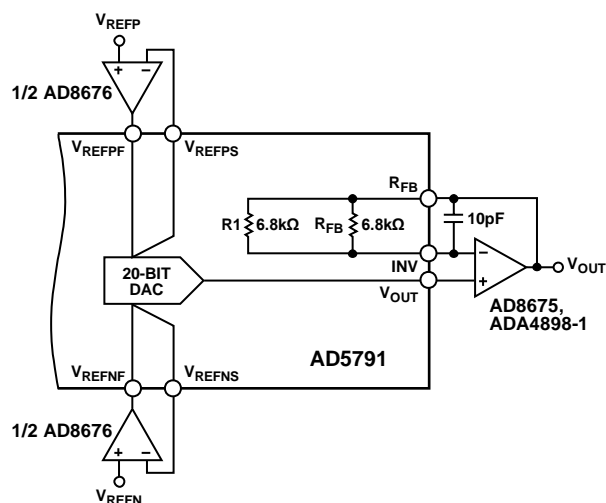 VREFP
1/2 AD8676
+ −
VREFPF
VREFPS
RFB
R1 6.8kΩ
RFB 6.8kΩ
10pF
INV
−
+
VOUT
VOUT
20-BIT
DAC
AD8675,
ADA4898-1
AD5791
VREFNF
VREFNS
1/2 AD8676
+ −
VREFN